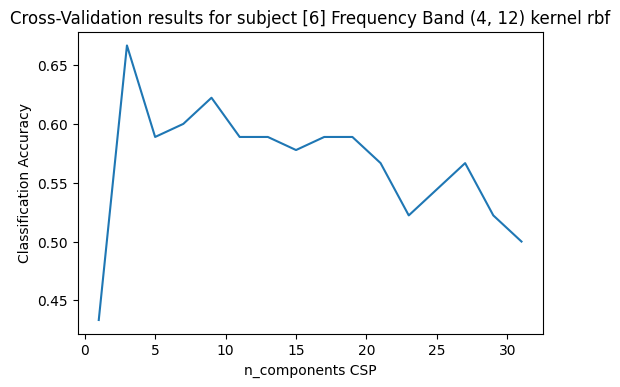 Cross-Validation results for subject [6] Frequency Band (4, 12) kernel rbf
0.65
0.60
0.55
0.50
0.45
Classification Accuracy
0 5 10 15 20 25 30
n_components CSP